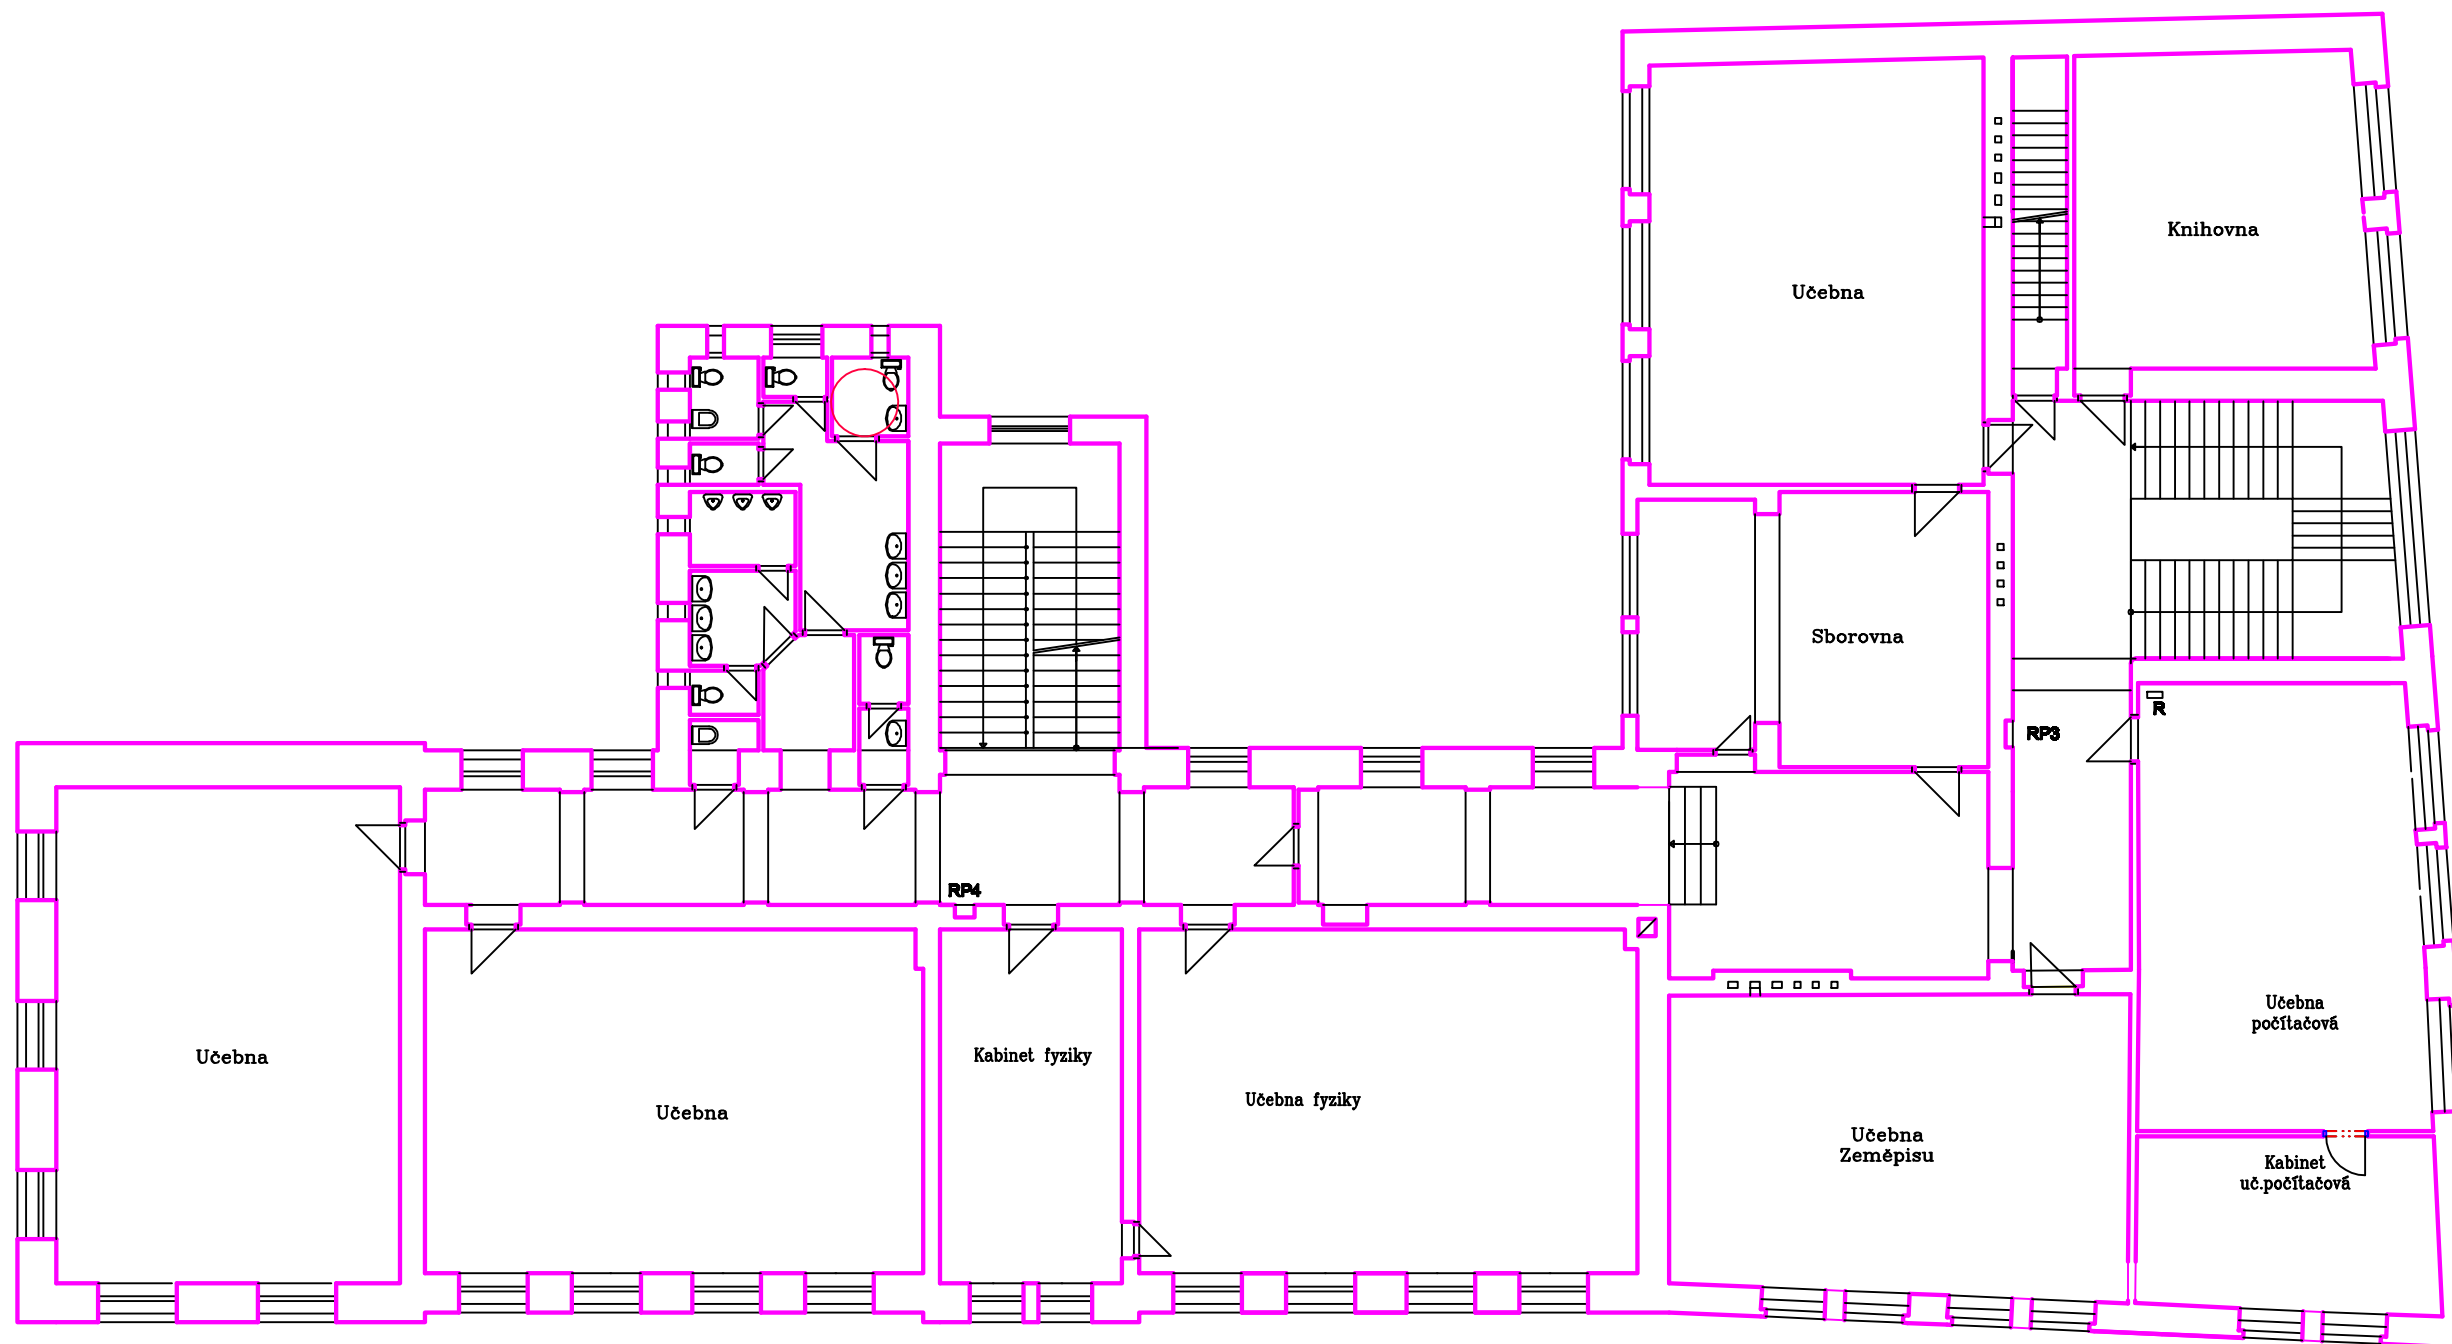 Knihovna
Učebna
Sborovna
R
RP3
RP4
Učebna
počítačová
Učebna
Kabinet fyziky
Učebna fyziky
Učebna
Učebna
Zeměpisu
Kabinet
uč.počítačová